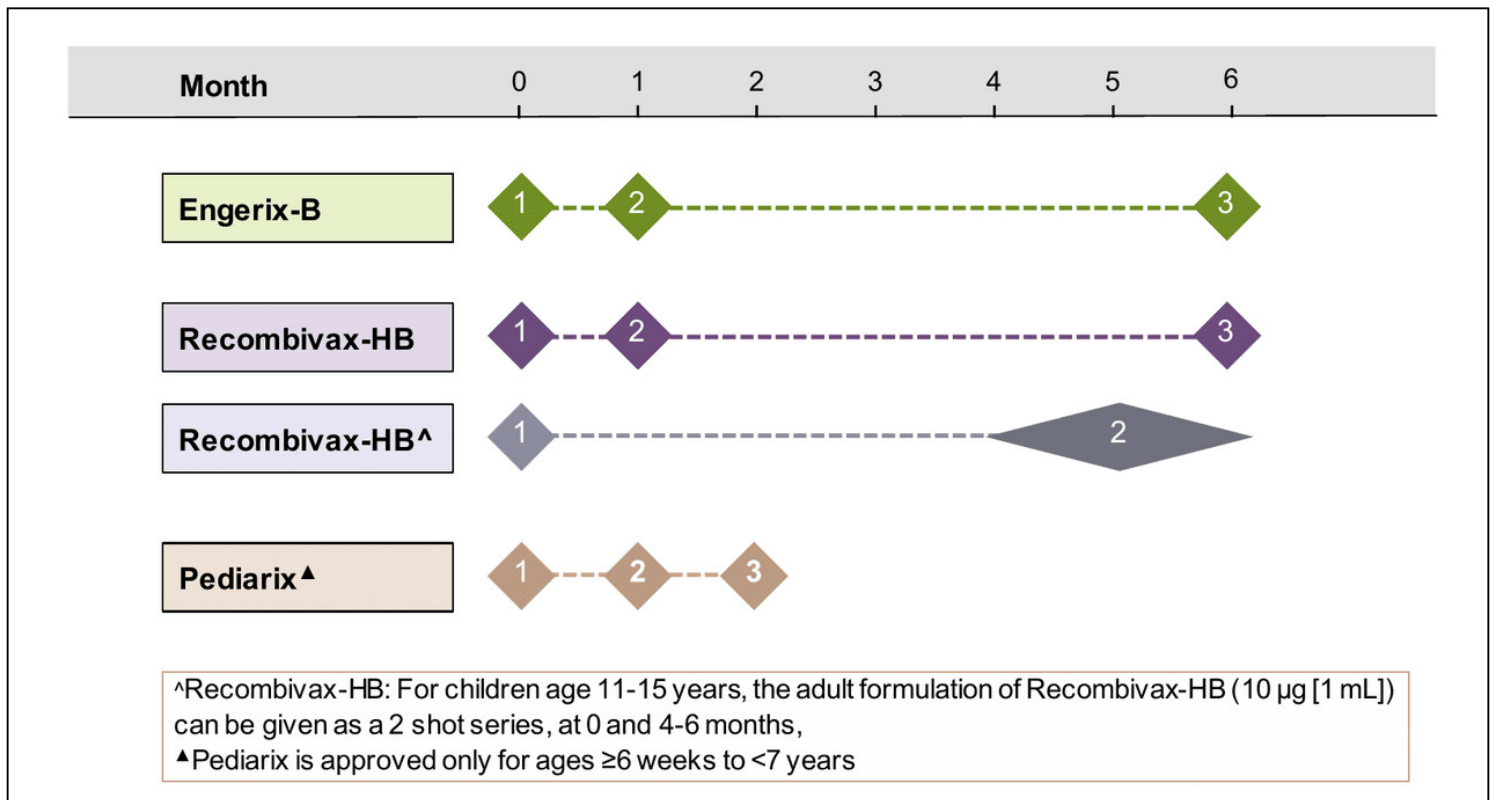 Month 0 1 2 3 4 5 6
Engerix-B 1 2 3
Recombivax-HB 1 2 3
Recombivax-HB^ 1 2
Pediarix▲ 1 2 3
^Recombivax-HB: For children age 11-15 years, the adult formulation of Recombivax-HB (10 µg [1 mL])
can be given as a 2 shot series, at 0 and 4-6 months,
▲Pediarix is approved only for ages ≥6 weeks to <7 years